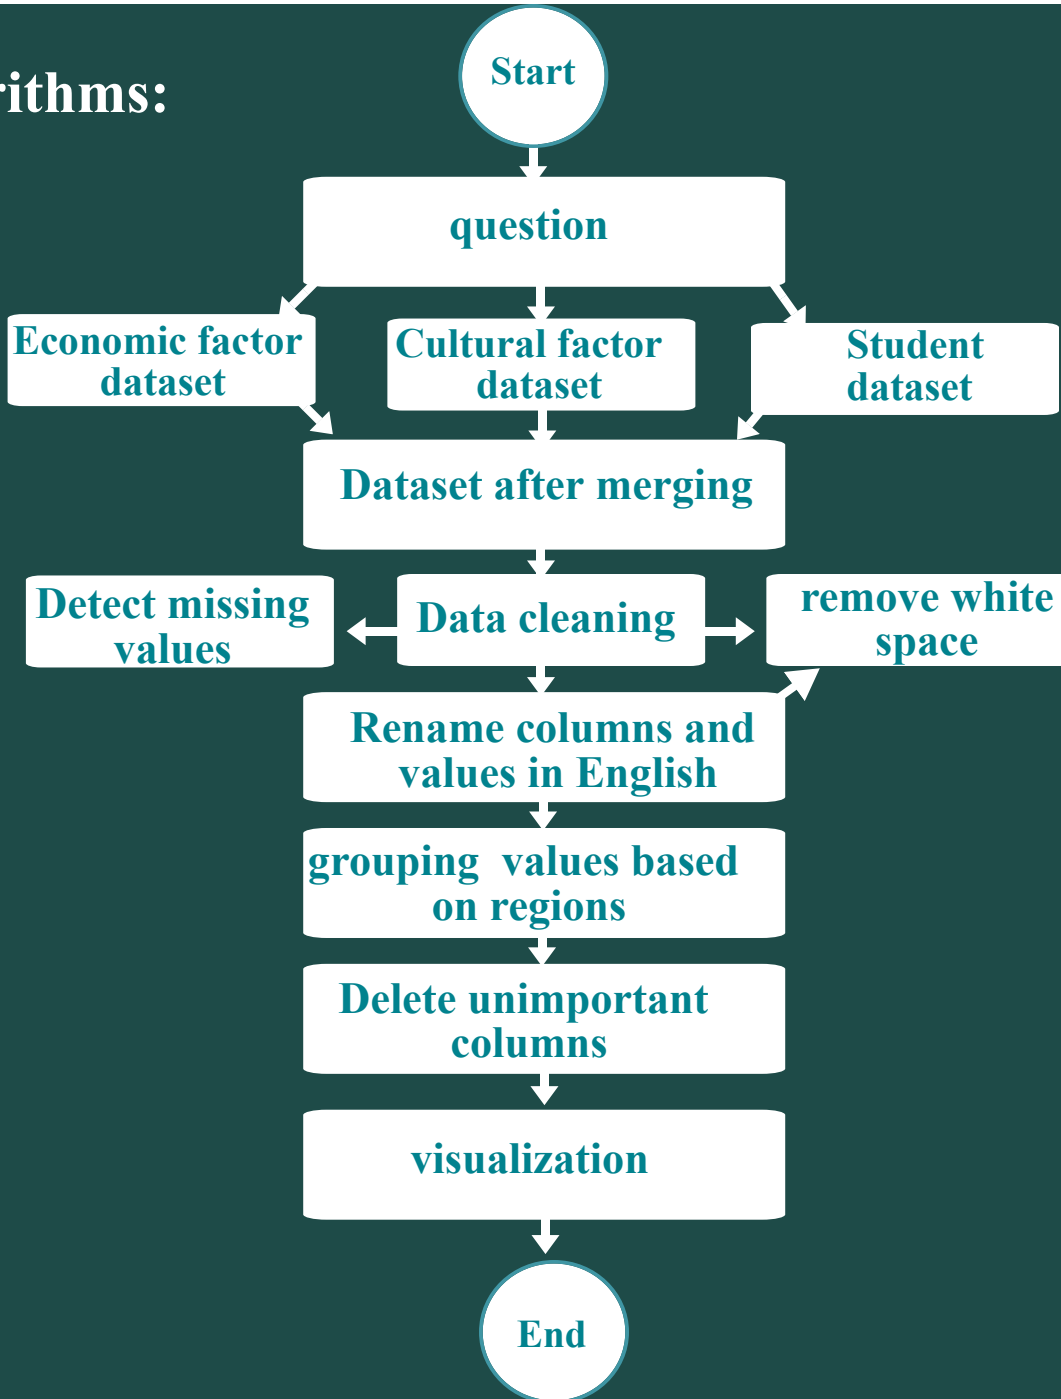 Start
rithms:
question
Economic factor
dataset
Cultural factor
dataset
Student
dataset
Dataset after merging
Detect missing
values
Data cleaning
remove white
space
Rename columns and
values in English
grouping values based
on regions
Delete unimportant
columns
visualization
End